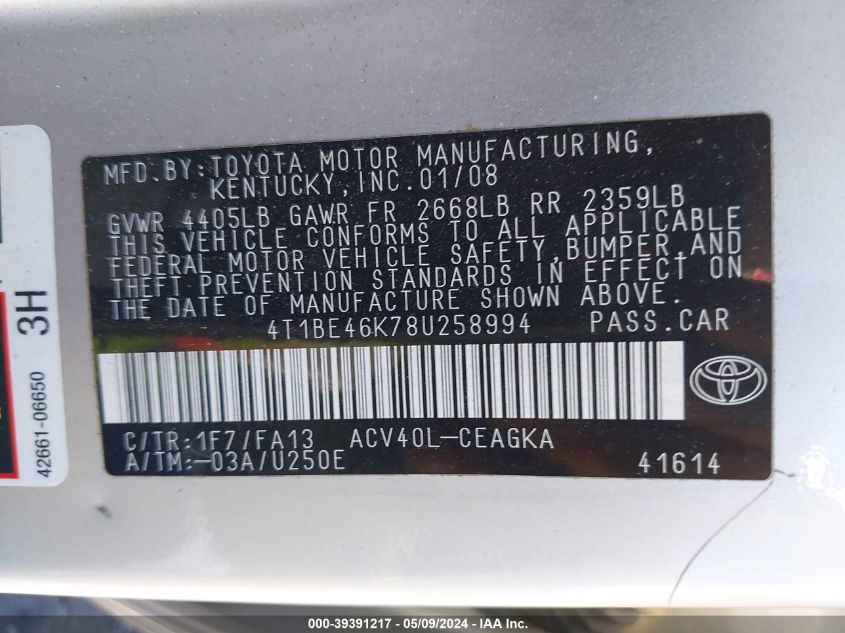 MFD.BY:TOYOTA MOTOR MANUFACTURING,
KENTUCKY,INC.01/08
GVWR 4405LB GAWR FR 2668LB RR 2359LB
THIS VEHICLE CONFORMS TO ALL APPLICABLE
FEDERAL MOTOR VEHICLE SAFETY,BUMPER,AND
THEFT PREVENTION STANDARDS IN EFFECT ON
THE DATE OF MANUFACTURE SHOWN ABOVE.
4T1BE46K78U258994 PASS.CAR
C/TR:1F7/FA13 ACV40L-CEAGKA
A/TM:-03A/U250E 41614
42661-06650 3H
000-39391217 - 05/09/2024 - IAA Inc.